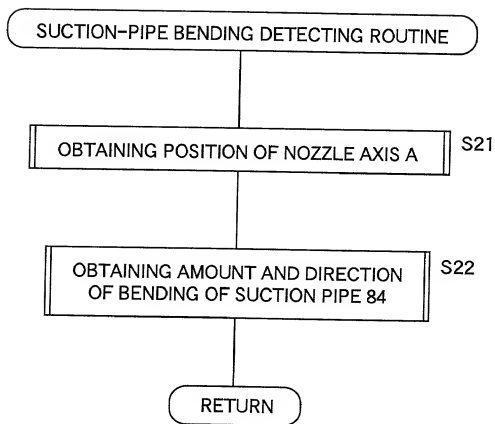 SUCTION-PIPE BENDING DETECTING ROUTINE
OBTAINING POSITION OF NOZZLE AXIS A
S21
OBTAINING AMOUNT AND DIRECTION
OF BENDING OF SUCTION PIPE 84
S22
RETURN